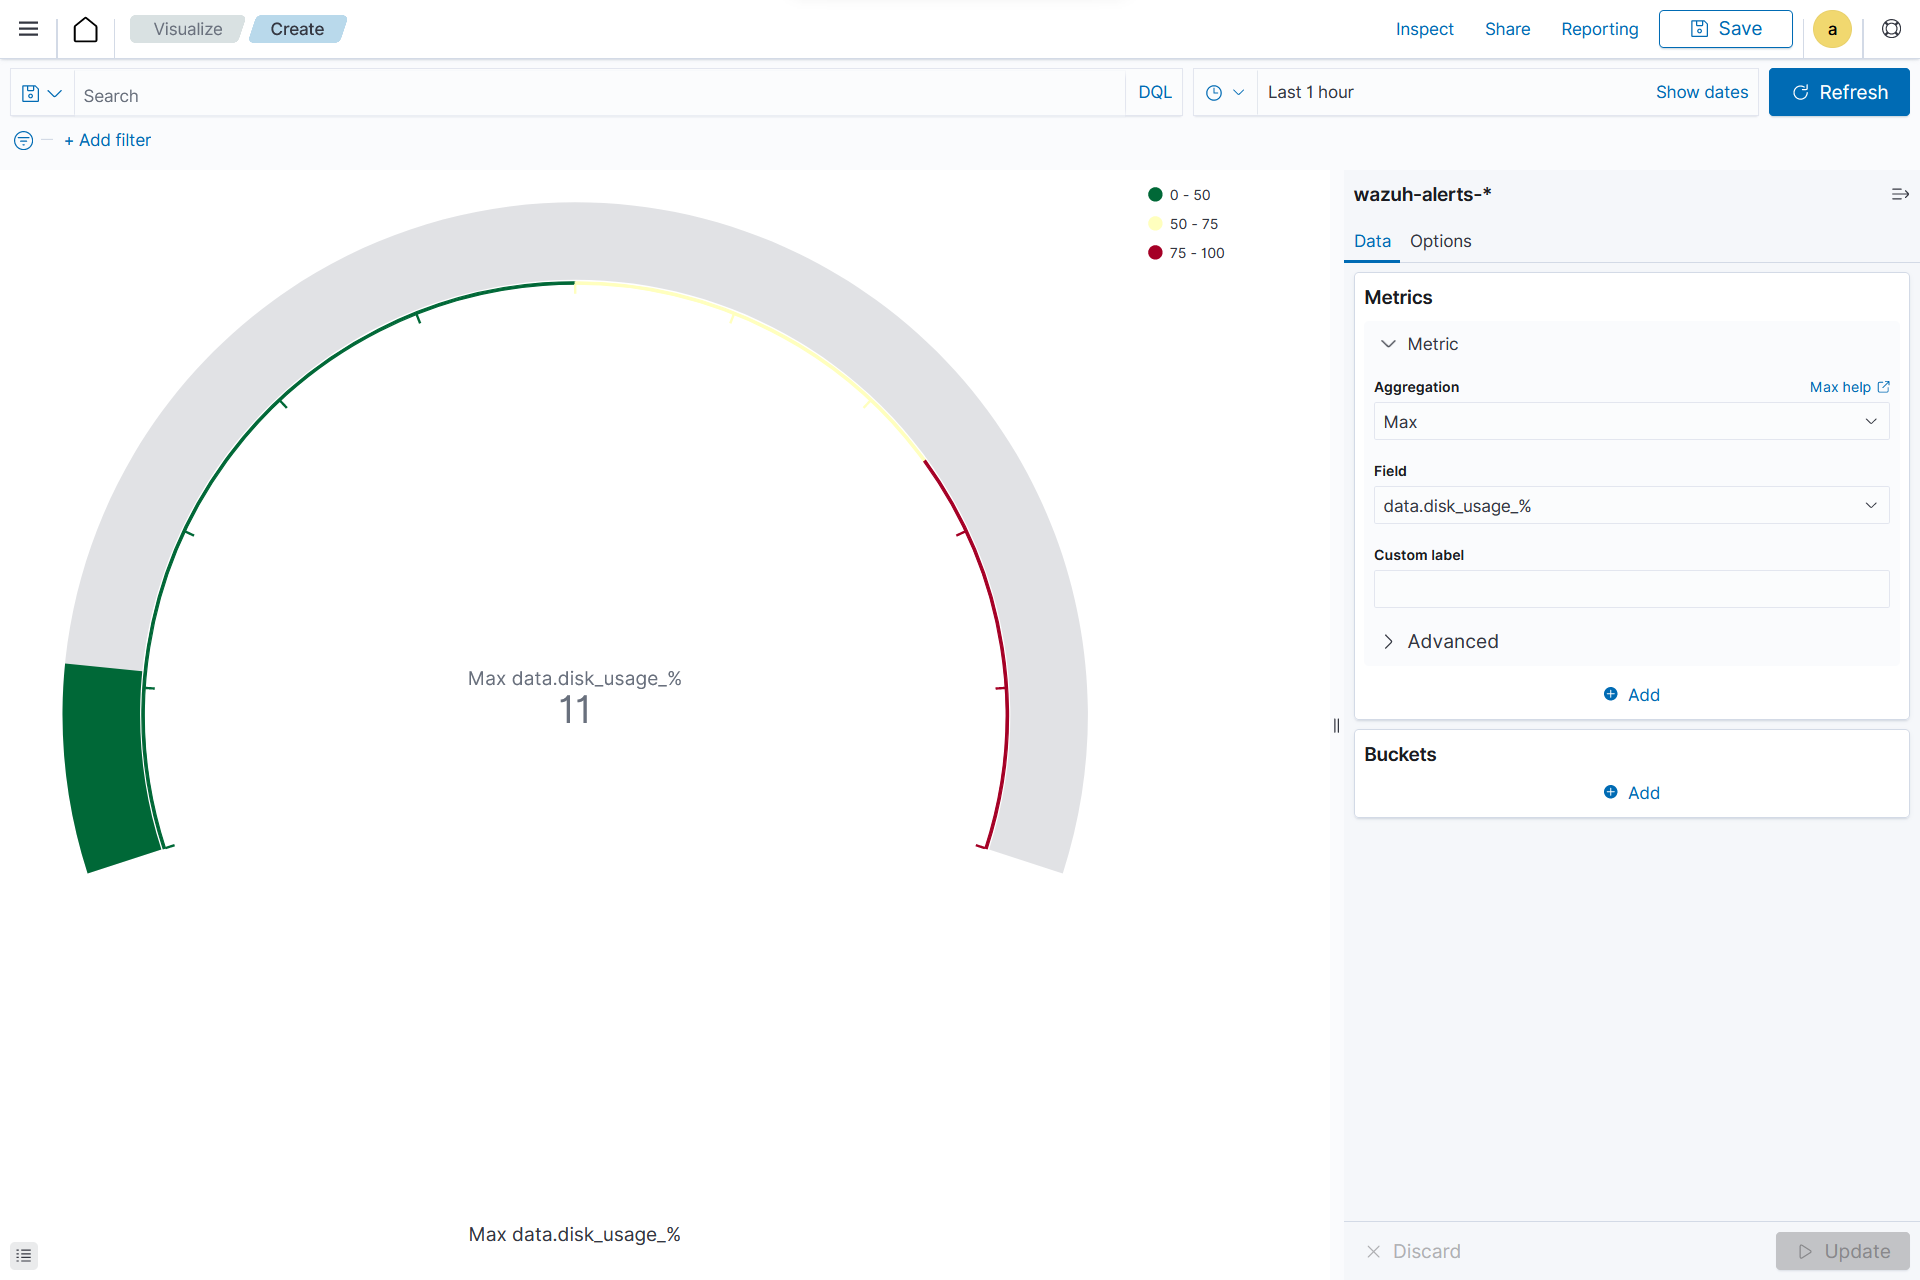 Visualize
Create
Inspect
Share
Reporting
Save
a
Search
DQL
Last 1 hour
Show dates
Refresh
+ Add filter
0 - 50
50 - 75
75 - 100
Max data.disk_usage_%
11
Max data.disk_usage_%
wazuh-alerts-*
Data
Options
Metrics
Metric
Aggregation
Max help
Max
Field
data.disk_usage_%
Custom label
Advanced
Add
Buckets
Add
Discard
Update